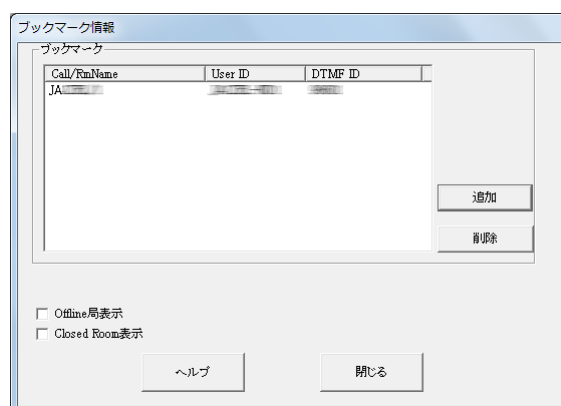 ブックマーク情報
ブックマーク
Call/RmName User ID DTMF ID
JA
追加
削除
Offline局表示
Closed Room表示
ヘルプ 閉じる